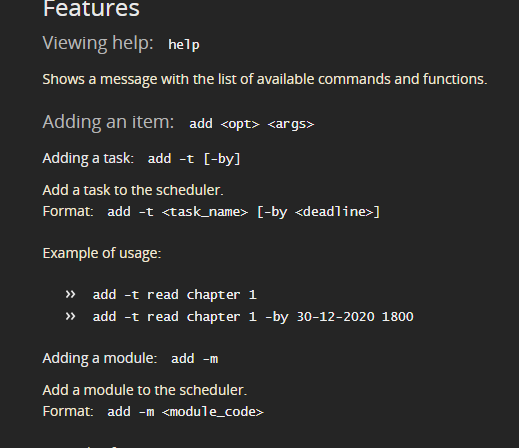 Features
Viewing help: help
Shows a message with the list of available commands and functions.
Adding an item: add <opt> <args>
Adding a task: add -t [-by]
Add a task to the scheduler.
Format: add -t <task_name> [-by <deadline>]
Example of usage:
» add -t read chapter 1
» add -t read chapter 1 -by 30-12-2020 1800
Adding a module: add -m
Add a module to the scheduler.
Format: add -m <module_code>